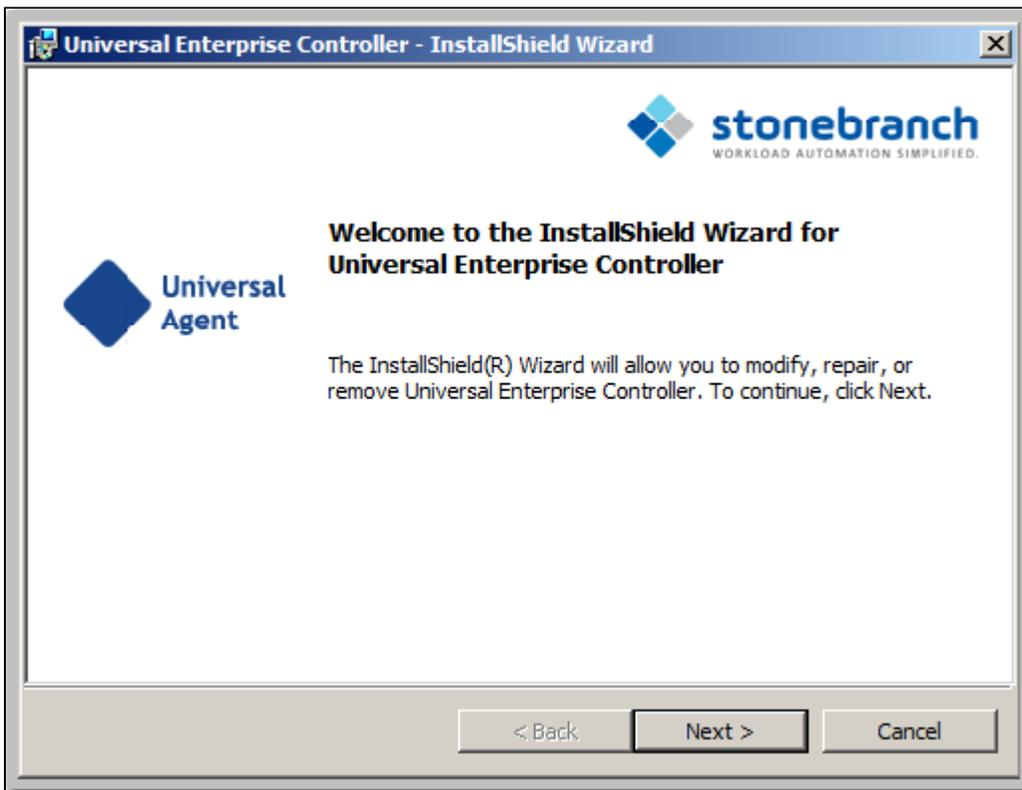 Universal Enterprise Controller - InstallShield Wizard
stonebranch
WORKLOAD AUTOMATION SIMPLIFIED.
Welcome to the InstallShield Wizard for
Universal Enterprise Controller
Universal
Agent
The InstallShield(R) Wizard will allow you to modify, repair, or
remove Universal Enterprise Controller. To continue, click Next.
< Back
Next >
Cancel